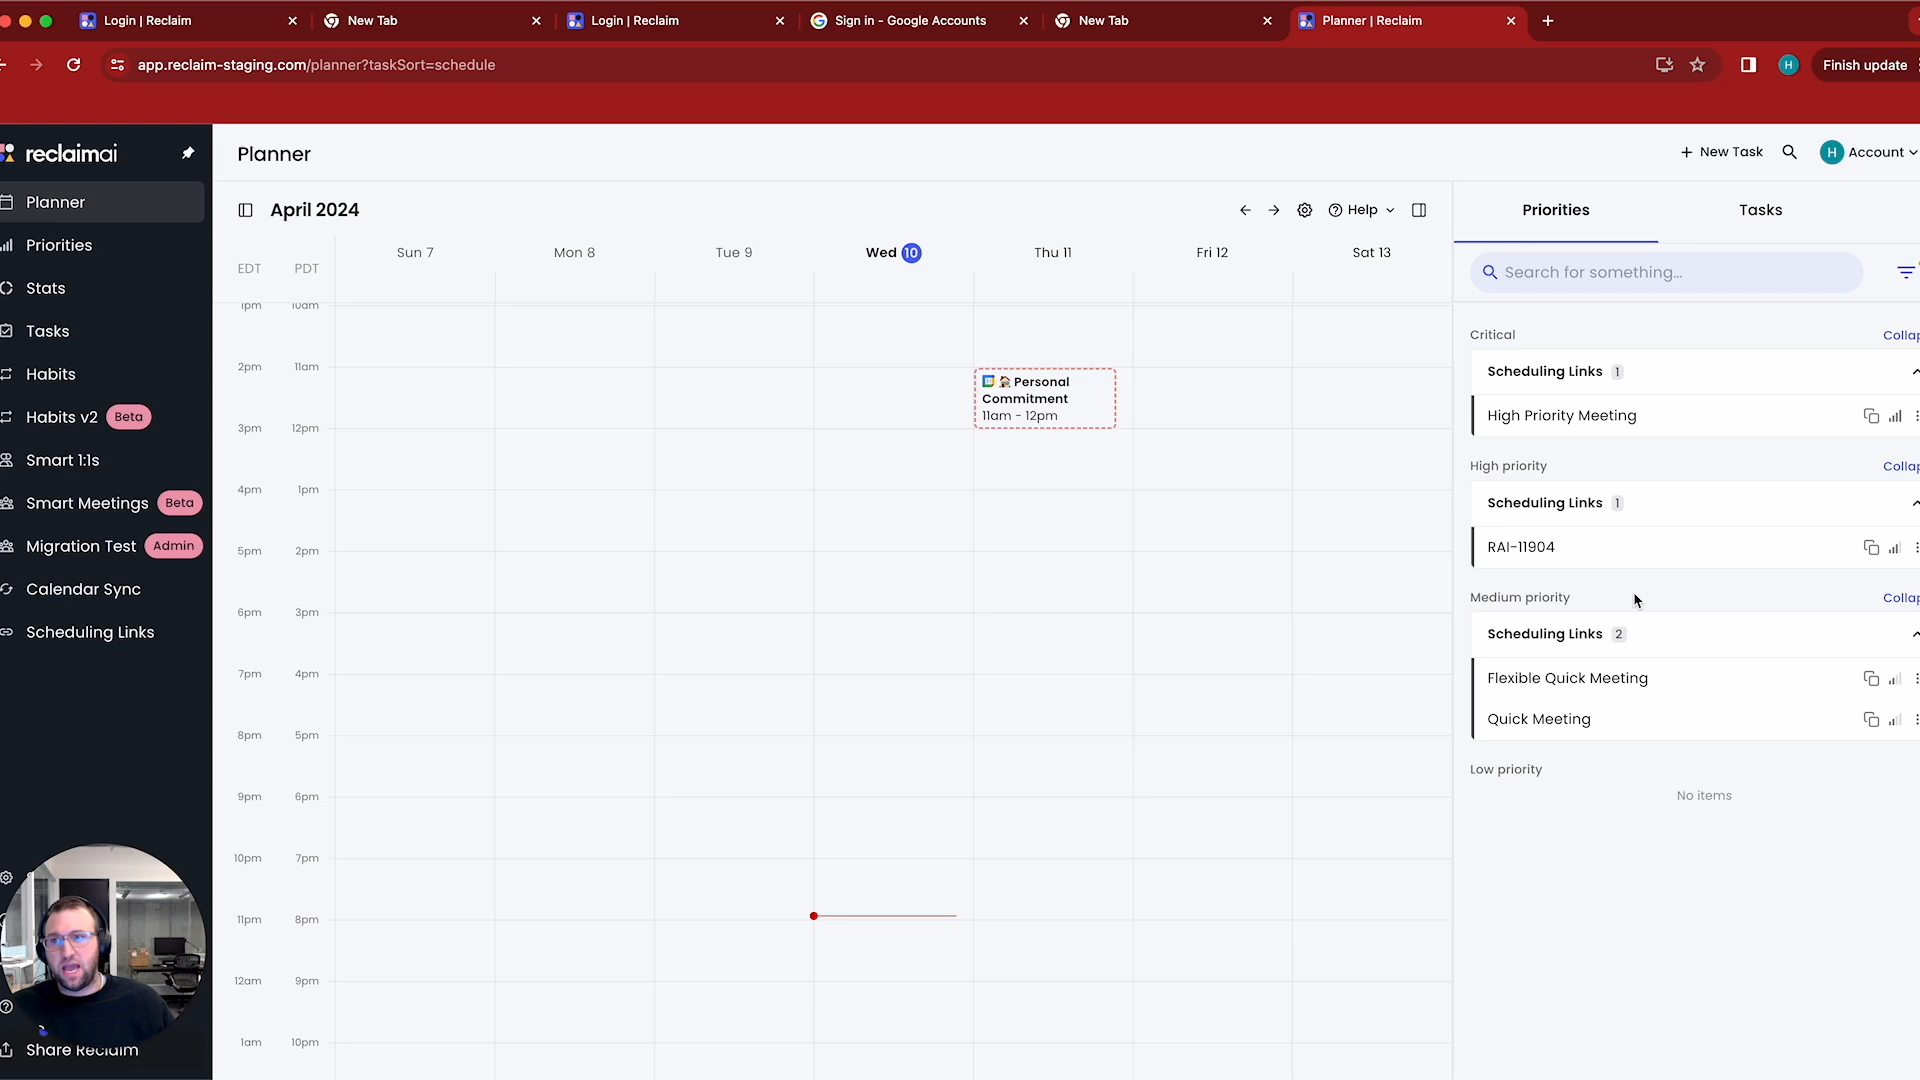 Login | Reclaim
New Tab
Login | Reclaim
Sign in - Google Accounts
New Tab
Planner | Reclaim
app.reclaim-staging.com/planner?taskSort=schedule
H
Finish update
reclaimai
Planner
Priorities
Stats
Tasks
Habits
Habits v2 Beta
Smart 1:1s
Smart Meetings Beta
Migration Test Admin
Calendar Sync
Scheduling Links
Share Reclaim
Planner
New Task
H Account
April 2024
Help
EDT PDT
Sun 7
Mon 8
Tue 9
Wed 10
Thu 11
Fri 12
Sat 13
1pm 10am
2pm 11am
3pm 12pm
4pm 1pm
5pm 2pm
6pm 3pm
7pm 4pm
8pm 5pm
9pm 6pm
10pm 7pm
11pm 8pm
12am 9pm
1am 10pm
Personal
Commitment
11am - 12pm
Priorities
Tasks
Search for something...
Critical
Scheduling Links 1
High Priority Meeting
High priority
Scheduling Links 1
RAI-11904
Medium priority
Scheduling Links 2
Flexible Quick Meeting
Quick Meeting
Low priority
No items